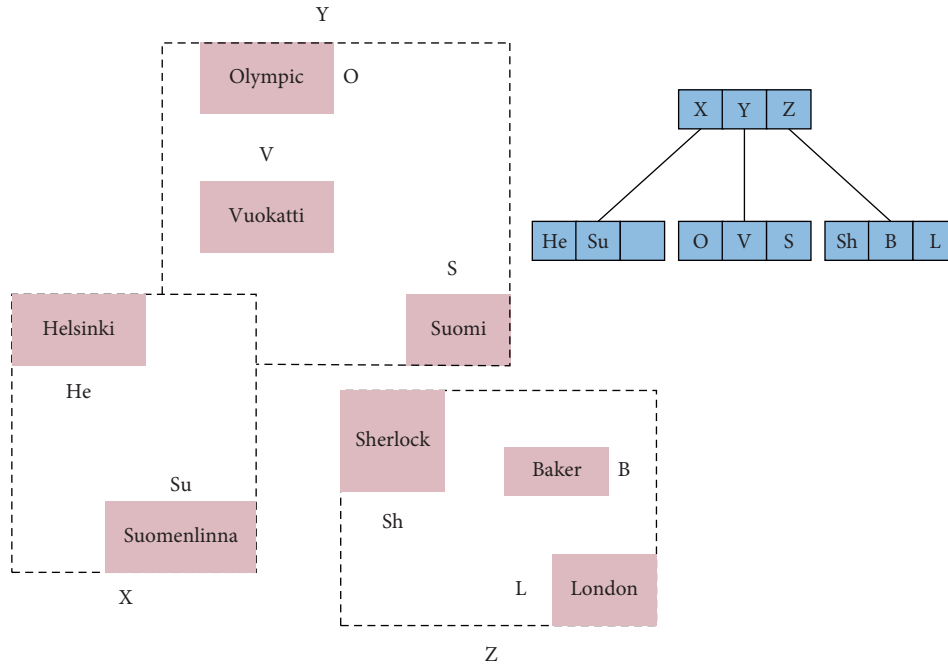 Y
Olympic O
V
Vuokatti
S
Suomi
Helsinki
He
Su
Suomenlinna
X
Sherlock
Baker B
Sh
L London
Z
X Y Z
He Su
O V S
Sh B L